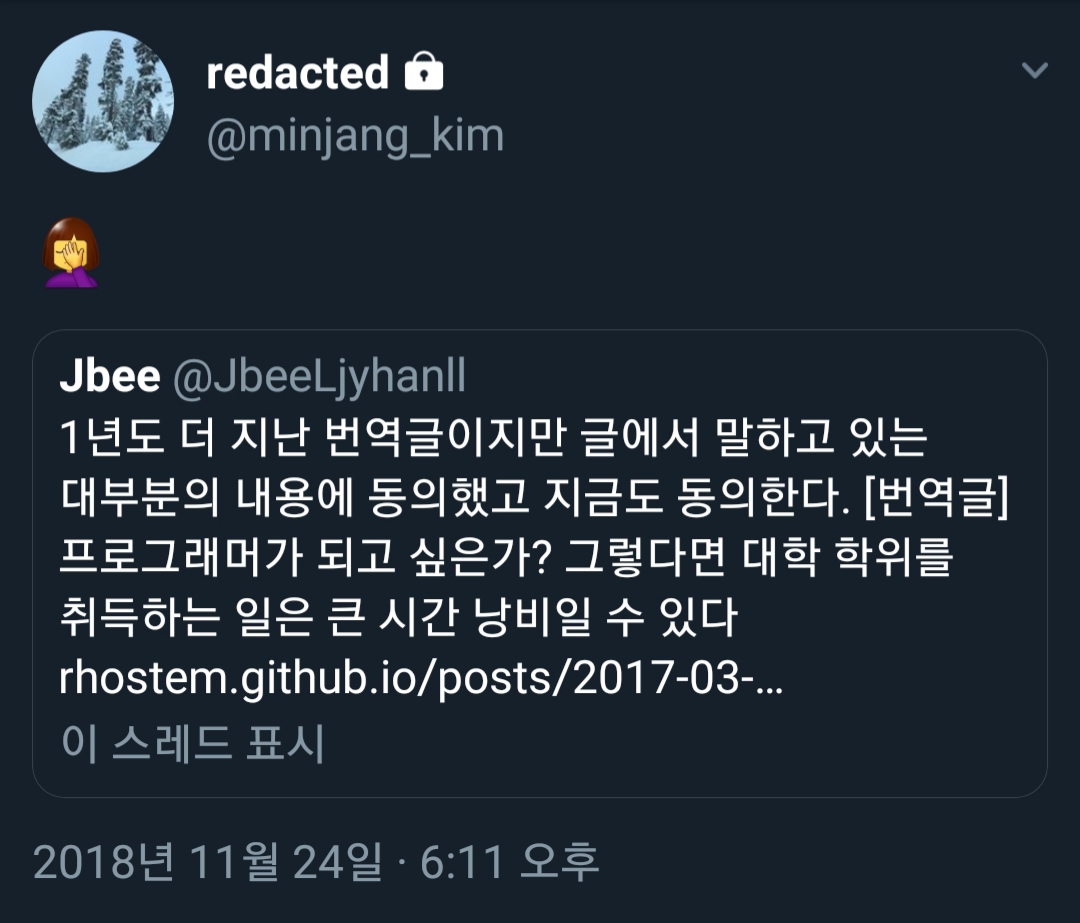 redacted
@minjang_kim
Jbee @JbeeLjyhanll
1년도 더 지난 번역글이지만 글에서 말하고 있는
대부분의 내용에 동의했고 지금도 동의한다. [번역글]
프로그래머가 되고 싶은가? 그렇다면 대학 학위를
취득하는 일은 큰 시간 낭비일 수 있다
rhostem.github.io/posts/2017-03-...
이 스레드 표시
2018년 11월 24일 · 6:11 오후